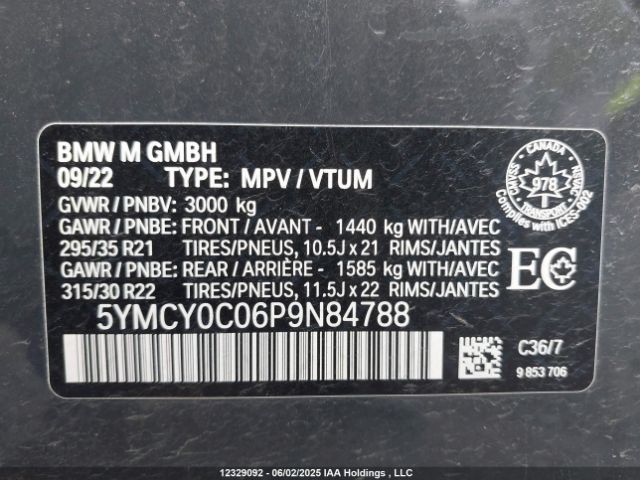 BMW M GMBH
09/22 TYPE: MPV / VTUM
GVWR / PNBV: 3000 kg
GAWR / PNBE: FRONT / AVANT - 1440 kg WITH/AVEC
295/35 R21 TIRES/PNEUS, 10.5J x 21 RIMS/JANTES
GAWR / PNBE: REAR / ARRIÈRE - 1585 kg WITH/AVEC
315/30 R22 TIRES/PNEUS, 11.5J x 22 RIMS/JANTES
5YMCY0C06P9N84788
CANADA
CMVSS
NSVAC
978
TRANSPORT
Complies with ICES-002
EC
C36/7
9 853 706
12329092 - 06/02/2025 IAA Holdings , LLC